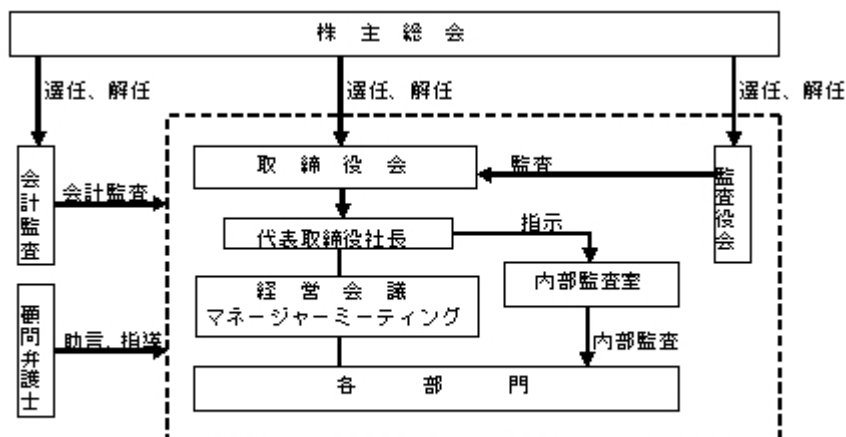 株主総会
選任、解任
選任、解任
選任、解任
会計監査
会計監査
取締役会
監査
監査役会
代表取締役社長
指示
内部監査室
経営会議
マネージャーミーティング
顧問弁護士
助言、指導
内部監査
各部門